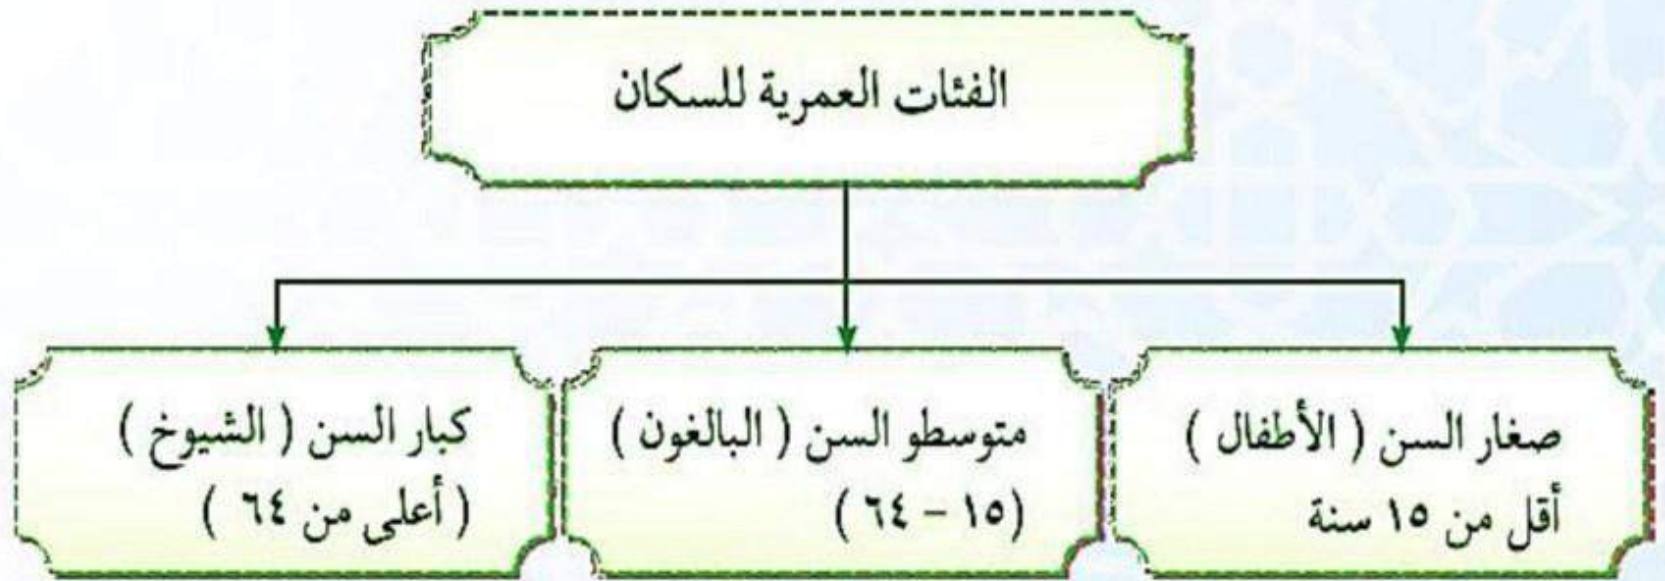 الفئات العمرية للسكان
صغار السن ( الأطفال )
أقل من ١٥ سنة
متوسطو السن ( البالغون )
(١٥ – ٦٤ )
كبار السن ( الشيوخ )
( أعلى من ٦٤ )